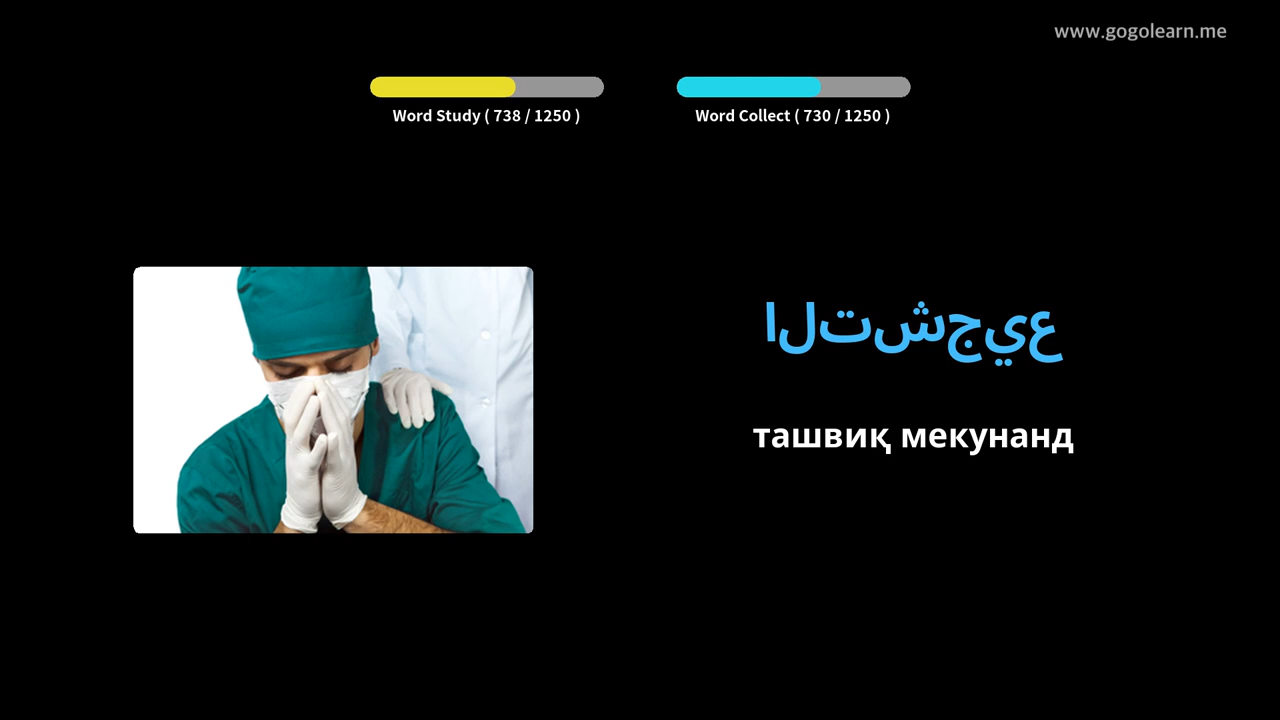 www.gogolearn.me
Word Study ( 738 / 1250 )
Word Collect ( 730 / 1250 )
التشجيع
ташвиқ мекунанд